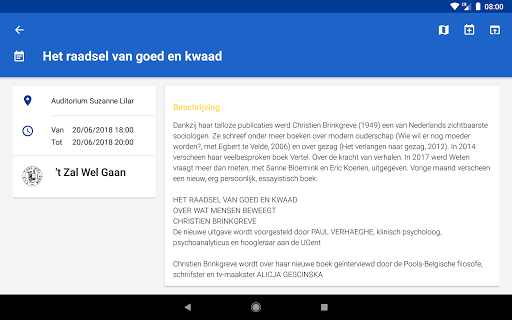 08:00
Het raadsel van goed en kwaad
Auditorium Suzanne Lilar
Van 20/06/2018 18:00
Tot 20/06/2018 20:00
't Zal Wel Gaan
Beschrijving
Dankzij haar talloze publicaties werd Christien Brinkgreve (1949) een van Nederlands zichtbaarste
sociologen. Ze schreef onder meer boeken over modern ouderschap (Wie wil er nog moeder
worden?, met Egbert te Velde, 2006) en over gezag (Het verlangen naar gezag, 2012). In 2014
verscheen haar veelbesproken boek Vertel. Over de kracht van verhalen. In 2017 werd Weten
vraagt meer dan meten, met Sanne Bloemink en Eric Koenen, uitgegeven. Vorige maand verscheen
een nieuw, erg persoonlijk, essayistisch boek:
HET RAADSEL VAN GOED EN KWAAD
OVER WAT MENSEN BEWEEGT
CHRISTIEN BRINKGREVE
De nieuwe uitgave wordt voorgesteld door PAUL VERHAEGHE, klinisch psycholoog,
psychoanalyticus en hoogleraar aan de UGent
Christien Brinkgreve wordt over haar nieuwe boek geïnterviewd door de Pools-Belgische filosofe,
schrijfster en tv-maakster ALICJA GESCINSKA